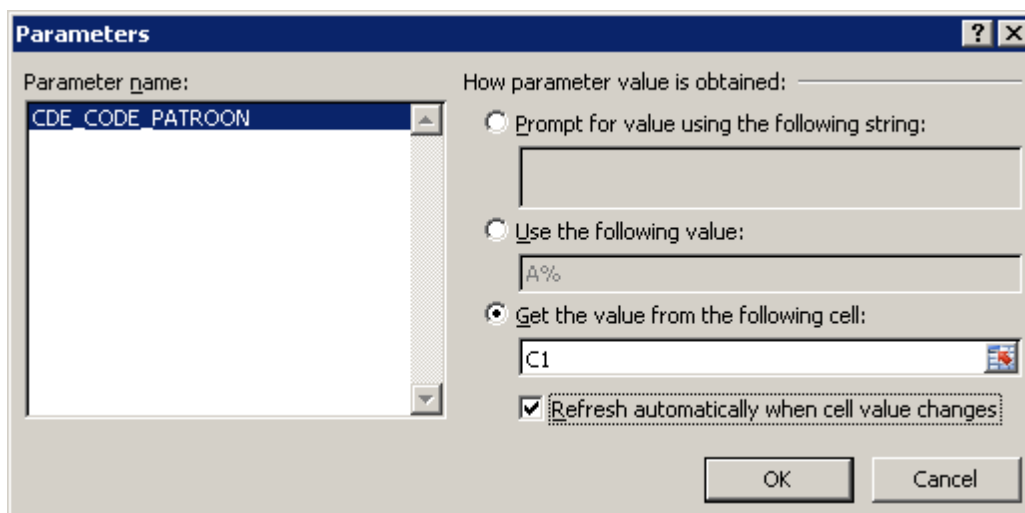 Parameters
Parameter name:
CDE_CODE_PATROON
How parameter value is obtained:
Prompt for value using the following string:
Use the following value:
A%
Get the value from the following cell:
C1
Refresh automatically when cell value changes
OK
Cancel